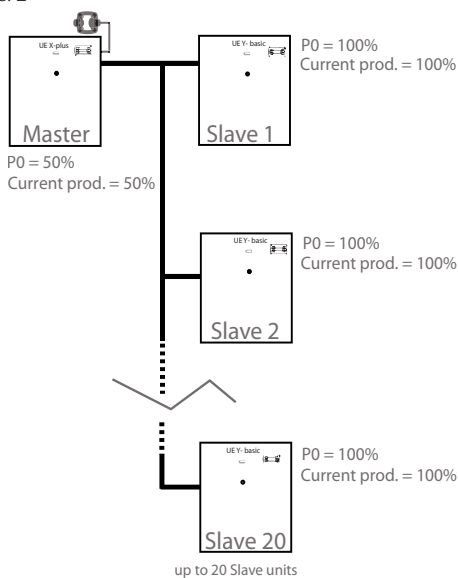 UE X-plus
Master
P0 = 50%
Current prod. = 50%
UE Y- basic
Slave 1
P0 = 100%
Current prod. = 100%
UE Y- basic
Slave 2
P0 = 100%
Current prod. = 100%
UE Y- basic
Slave 20
P0 = 100%
Current prod. = 100%
up to 20 Slave units